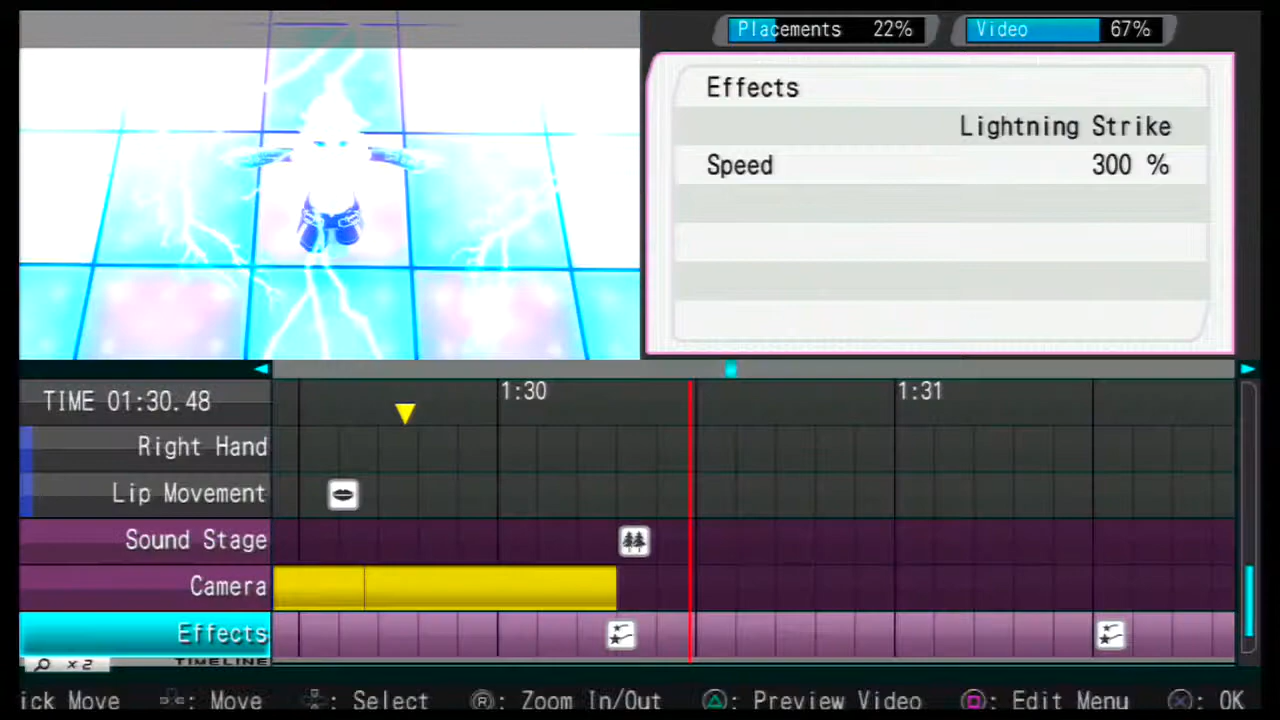 Placements 22% Video 67%
Effects
Lightning Strike
Speed 300 %
TIME 01:30.48
1:30 1:31
Right Hand
Lip Movement
Sound Stage
Camera
Effects
×2 TIMELINE
ick Move : Move : Select R: Zoom In/Out : Preview Video : Edit Menu : OK